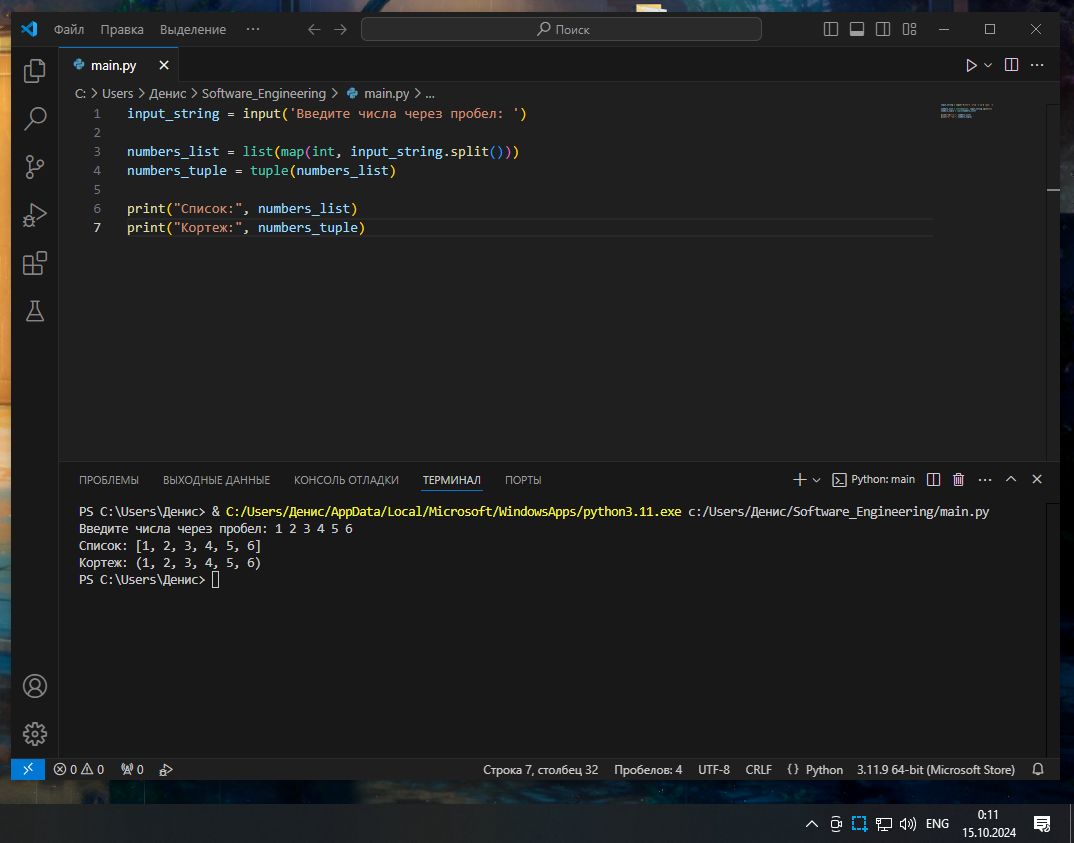 Файл Правка Выделение ··· Поиск
main.py
C: > Users > Денис > Software_Engineering > main.py > ...
1 input_string = input('Введите числа через пробел: ')
2
3 numbers_list = list(map(int, input_string.split()))
4 numbers_tuple = tuple(numbers_list)
5
6 print("Список:", numbers_list)
7 print("Кортеж:", numbers_tuple)
ПРОБЛЕМЫ ВЫХОДНЫЕ ДАННЫЕ КОНСОЛЬ ОТЛАДКИ ТЕРМИНАЛ ПОРТЫ Python: main
PS C:\Users\Денис> & C:/Users/Денис/AppData/Local/Microsoft/WindowsApps/python3.11.exe c:/Users/Денис/Software_Engineering/main.py
Введите числа через пробел: 1 2 3 4 5 6
Список: [1, 2, 3, 4, 5, 6]
Кортеж: (1, 2, 3, 4, 5, 6)
PS C:\Users\Денис>
0 0 0 Строка 7, столбец 32 Пробелов: 4 UTF-8 CRLF {} Python 3.11.9 64-bit (Microsoft Store)
ENG 0:11
15.10.2024